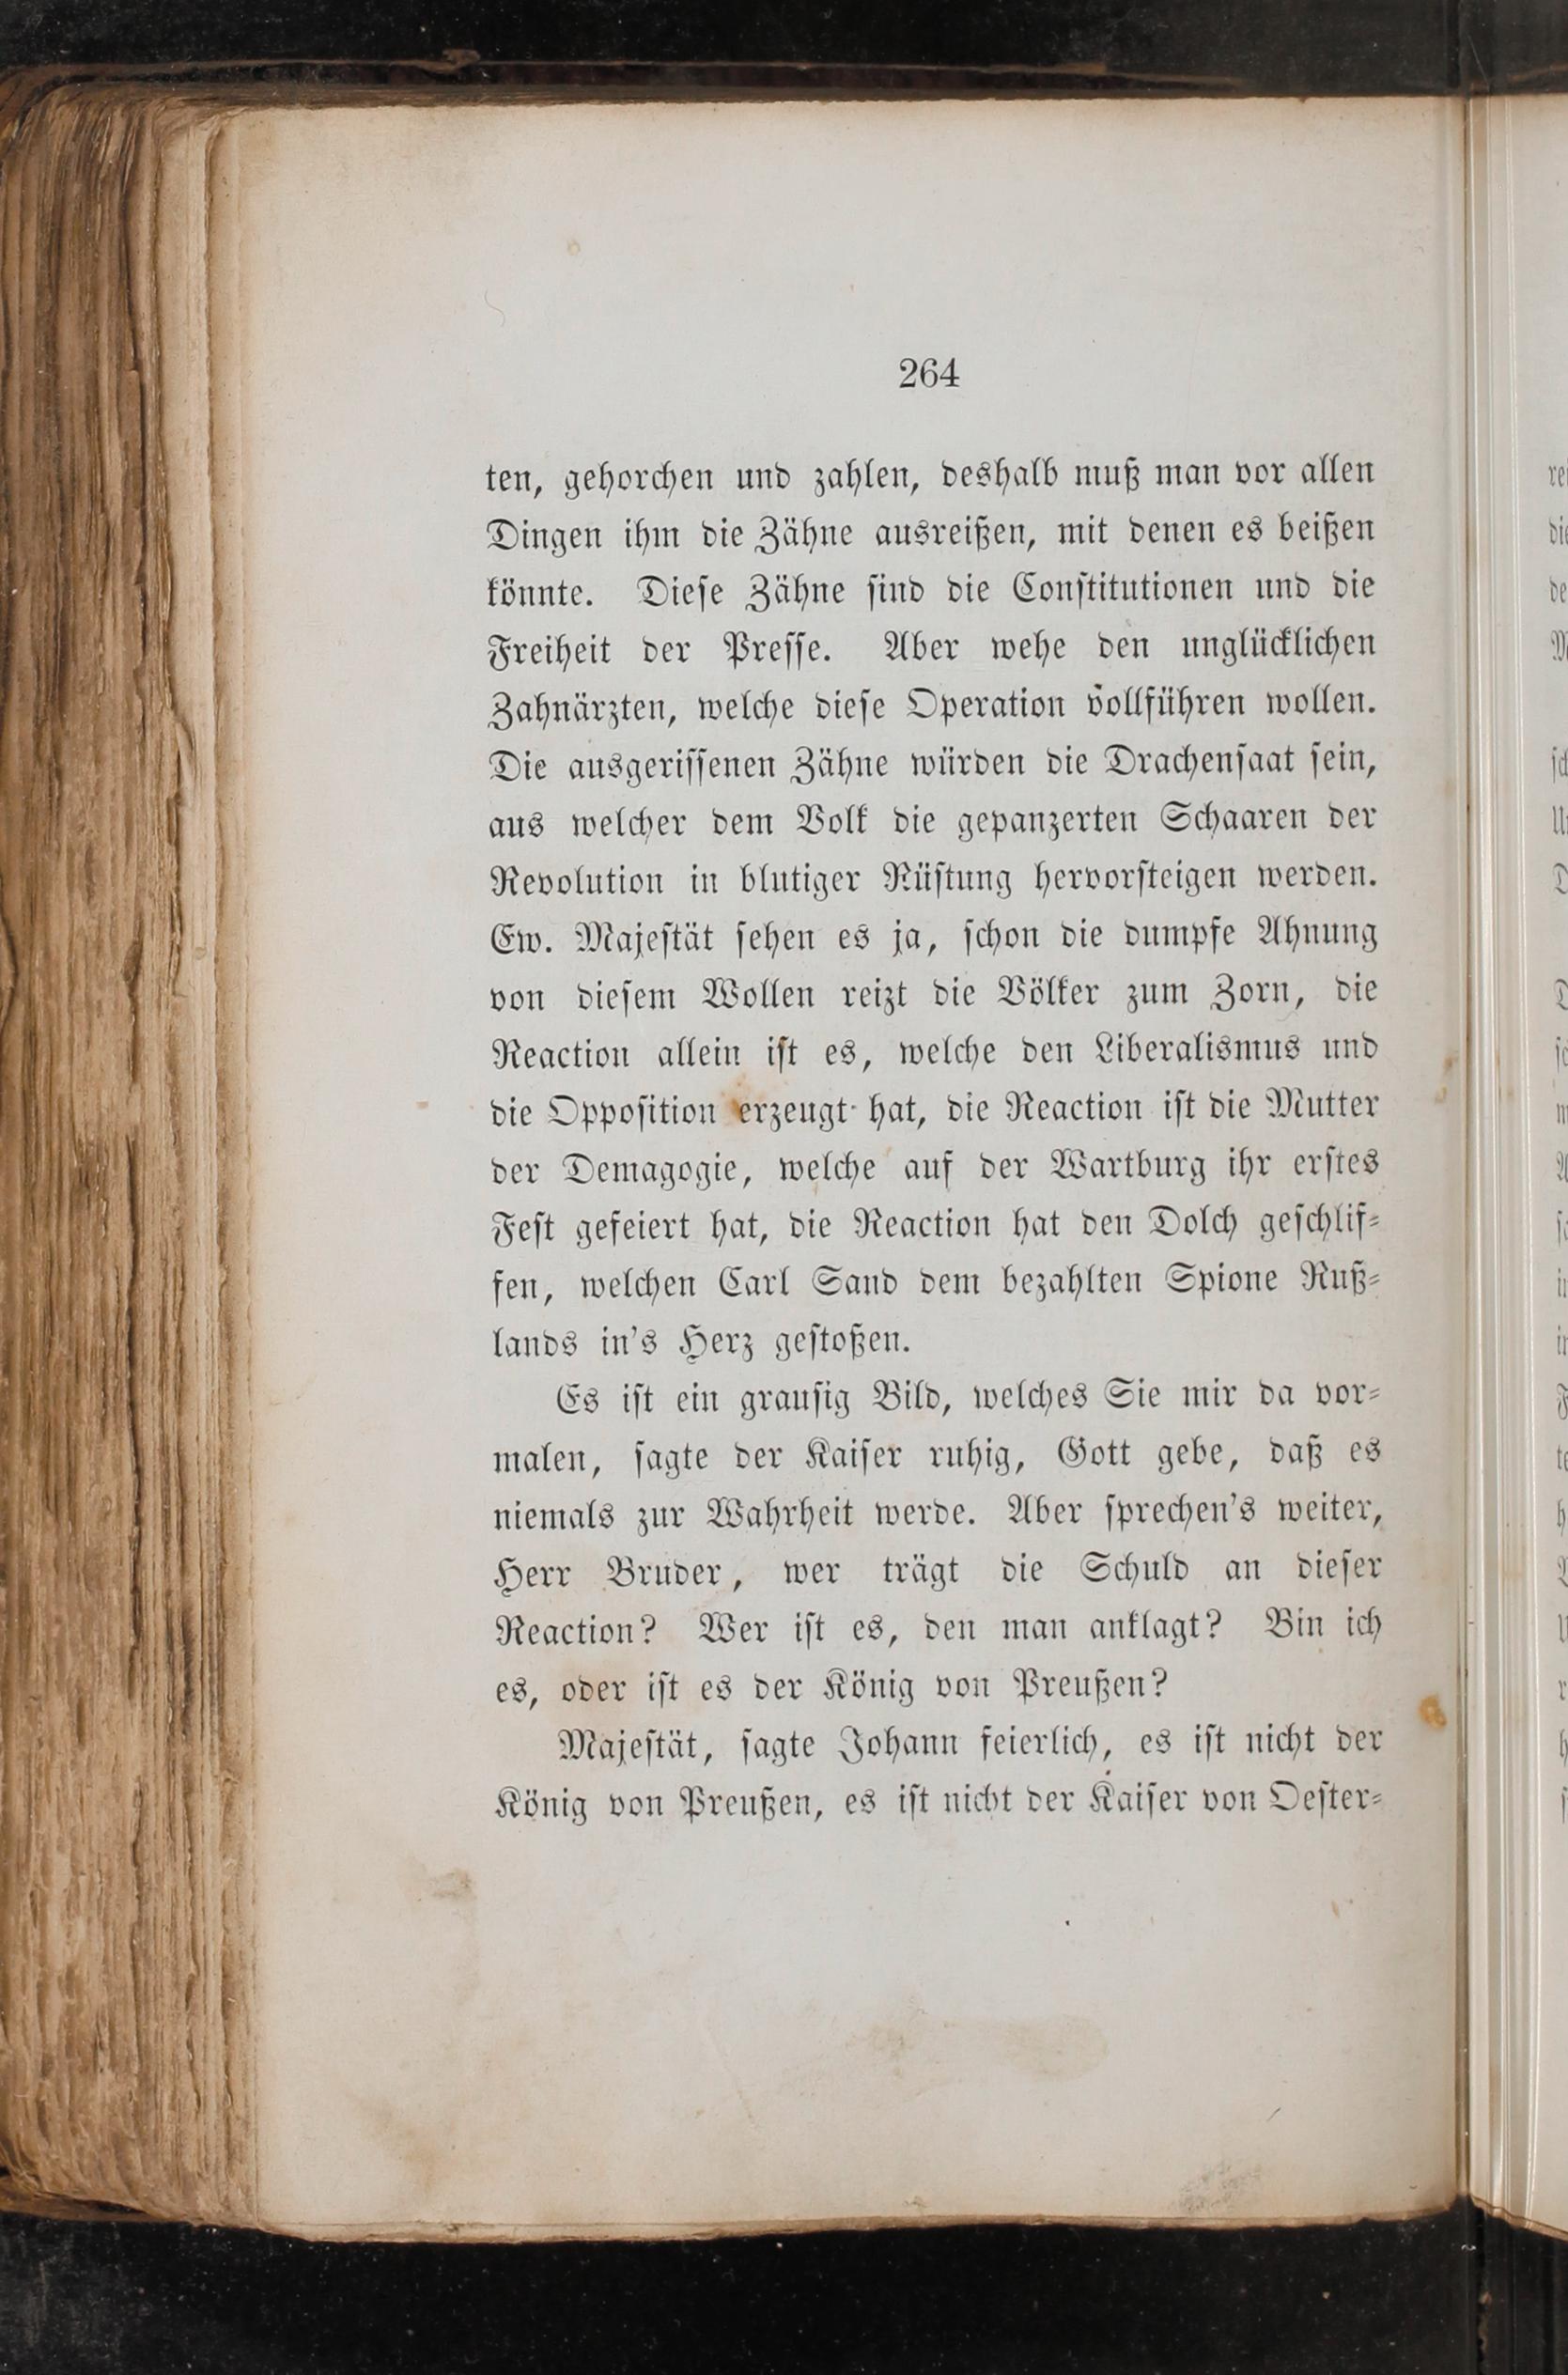 264
ten, gehorchen und zahlen, deshalb muß man vor allen
Dingen ihm die Zähne ausreißen, mit denen es beißen
könnte. Dieſe Zähne ſind die Conſtitutionen und die
Freiheit der Preſſe. Aber wehe den unglücklichen
Zahnärzten, welche dieſe Operation vollführen wollen.
Die ausgeriſſenen Zähne würden die Drachenſaat ſein,
aus welcher dem Volk die gepanzerten Schaaren der
Revolution in blutiger Rüſtung hervorſteigen werden.
Ew. Majeſtät ſehen es ja, ſchon die dumpfe Ahnung
von dieſem Wollen reizt die Völker zum Zorn, die
Reaction allein iſt es, welche den Liberalismus und
die Oppoſition erzeugt hat, die Reaction iſt die Mutter
der Demagogie, welche auf der Wartburg ihr erſtes
Feſt gefeiert hat, die Reaction hat den Dolch geſchlif⸗
fen, welchen Carl Sand dem bezahlten Spione Ruß⸗
lands in's Herz geſtoßen.
Es iſt ein grauſig Bild, welches Sie mir da vor⸗
malen, ſagte der Kaiſer ruhig, Gott gebe, daß es
niemals zur Wahrheit werde. Aber ſprechen's weiter,
Herr Bruder, wer trägt die Schuld an dieſer
Reaction? Wer iſt es, den man anklagt? Bin ich
es, oder iſt es der König von Preußen?
Majeſtät, ſagte Johann feierlich, es iſt nicht der
König von Preußen, es iſt nicht der Kaiſer von Oeſter⸗